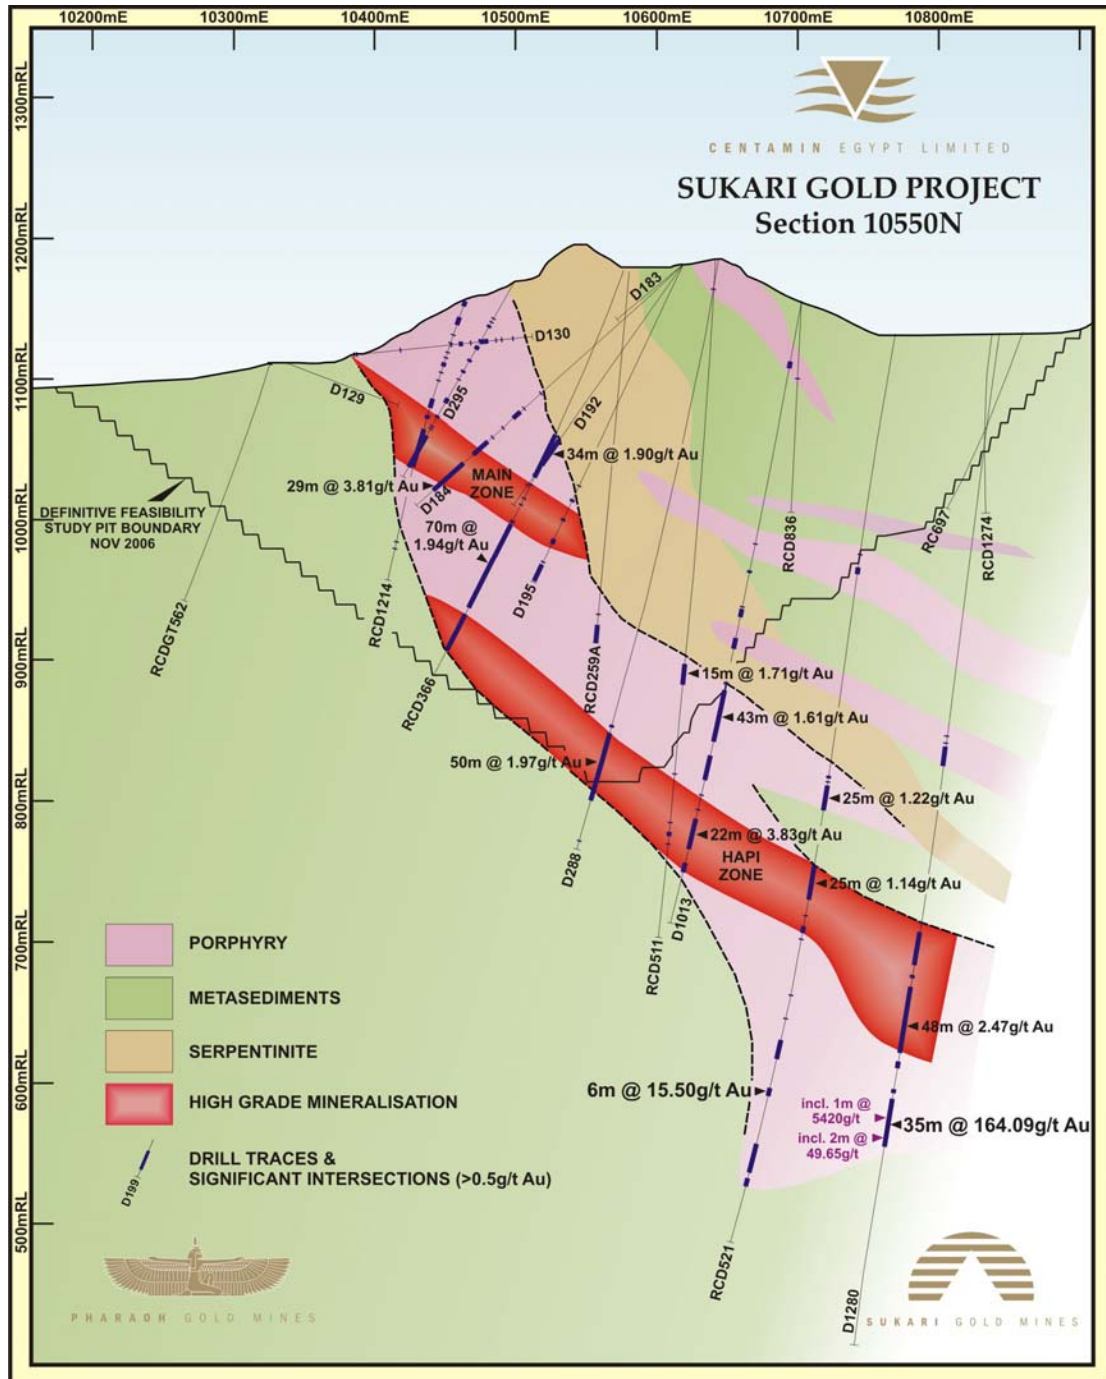 10200mE 10300mE 10400mE 10500mE 10600mE 10700mE 10800mE
1300mRL
1200mRL
1100mRL
1000mRL
900mRL
800mRL
700mRL
600mRL
500mRL
CENTAMIN EGYPT LIMITED
SUKARI GOLD PROJECT
Section 10550N
D183
D130
D129
D295
D192
34m @ 1.90g/t Au
MAIN
ZONE
29m @ 3.81g/t Au
D184
DEFINITIVE FEASIBILITY
STUDY PIT BOUNDARY
NOV 2006
70m @
1.94g/t Au
D195
RCD836
RC697
RCD1274
RCDGT562
RCD1214
RCD366
RCD259A
15m @ 1.71g/t Au
43m @ 1.61g/t Au
50m @ 1.97g/t Au
25m @ 1.22g/t Au
22m @ 3.83g/t Au
HAPI
ZONE
25m @ 1.14g/t Au
D288
D1013
RCD511
48m @ 2.47g/t Au
6m @ 15.50g/t Au
incl. 1m @
5420g/t
35m @ 164.09g/t Au
incl. 2m @
49.65g/t
RCD521
D1280
PORPHYRY
METASEDIMENTS
SERPENTINITE
HIGH GRADE MINERALISATION
D199
DRILL TRACES &
SIGNIFICANT INTERSECTIONS (>0.5g/t Au)
PHARAOH GOLD MINES
SUKARI GOLD MINES